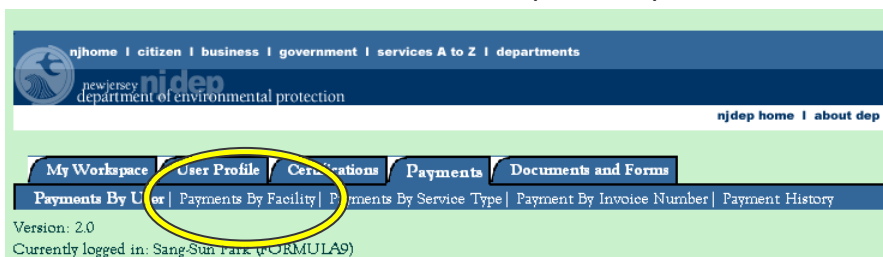 njhome I citizen I business I government I services A to Z I departments
newjersey njdep
department of environmental protection
njdep home I about dep
My Workspace User Profile Certifications Payments Documents and Forms
Payments By User| Payments By Facility| Payments By Service Type| Payment By Invoice Number| Payment History
Version: 2.0
Currently logged in: Sang-Sun Park (FORMULA9)